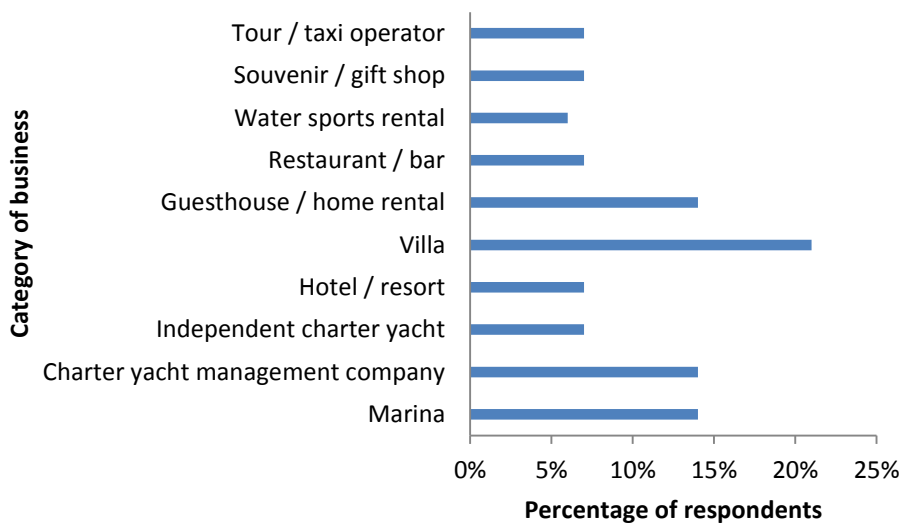 Category of business
Tour / taxi operator
Souvenir / gift shop
Water sports rental
Restaurant / bar
Guesthouse / home rental
Villa
Hotel / resort
Independent charter yacht
Charter yacht management company
Marina
0% 5% 10% 15% 20% 25%
Percentage of respondents